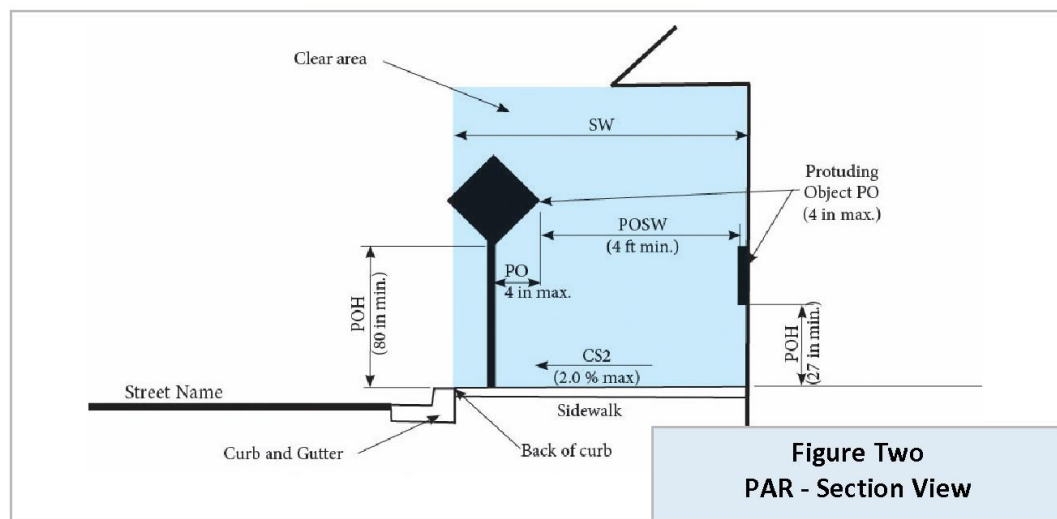 Clear area
SW
Protuding
Object PO
(4 in max.)
POSW
(4 ft min.)
PO
4 in max.
POH
(80 in min.)
POH
(27 in min.)
CS2
(2.0 % max)
Street Name
Sidewalk
Curb and Gutter
Back of curb
Figure Two
PAR - Section View